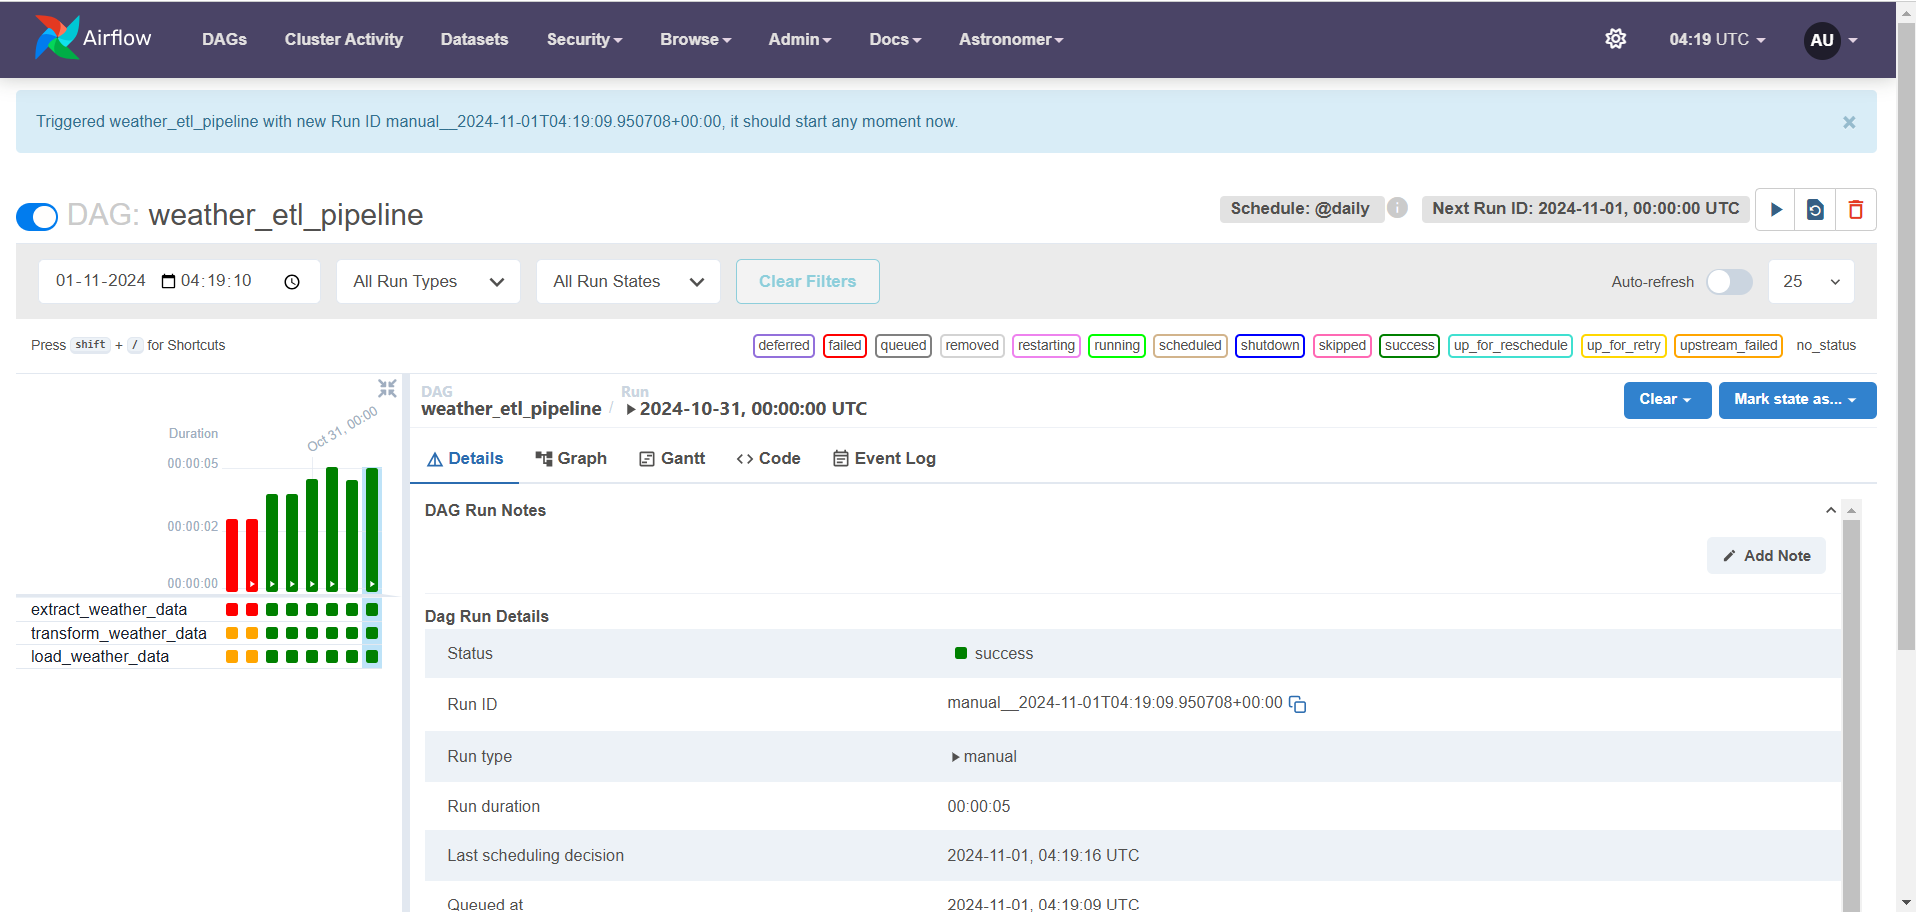 Airflow DAGs Cluster Activity Datasets Security Browse Admin Docs Astronomer 04:19 UTC AU
Triggered weather_etl_pipeline with new Run ID manual__2024-11-01T04:19:09.950708+00:00, it should start any moment now. ×
DAG: weather_etl_pipeline Schedule: @daily i Next Run ID: 2024-11-01, 00:00:00 UTC
01-11-2024 04:19:10 All Run Types All Run States Clear Filters Auto-refresh 25
Press shift + / for Shortcuts deferred failed queued removed restarting running scheduled shutdown skipped success up_for_reschedule up_for_retry upstream_failed no_status
DAG Run
weather_etl_pipeline / 2024-10-31, 00:00:00 UTC Clear Mark state as...
Oct 31, 00:00
Duration
00:00:05
00:00:02
00:00:00
extract_weather_data
transform_weather_data
load_weather_data
Details Graph Gantt <> Code Event Log
DAG Run Notes
Add Note
Dag Run Details
Status success
Run ID manual__2024-11-01T04:19:09.950708+00:00
Run type manual
Run duration 00:00:05
Last scheduling decision 2024-11-01, 04:19:16 UTC
Queued at 2024-11-01, 04:19:09 UTC